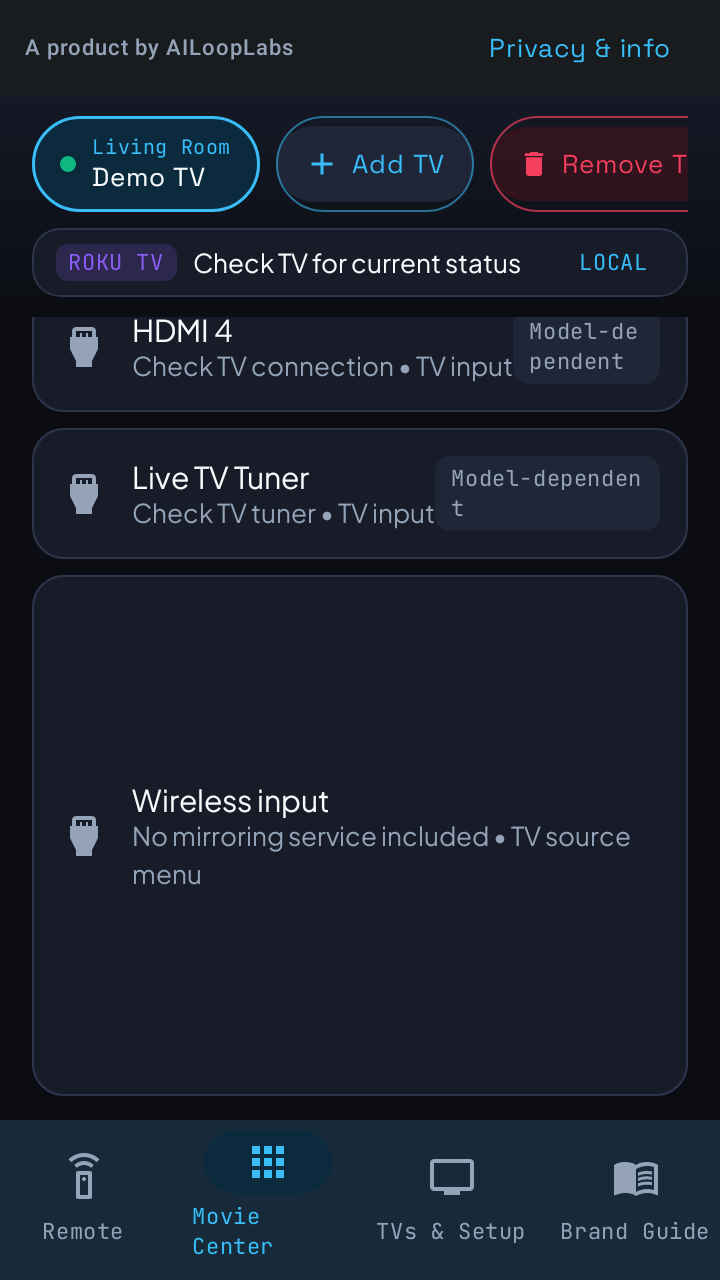 A product by AILoopLabs
Privacy & info
Living Room
Demo TV
Add TV
Remove T
ROKU TV
Check TV for current status
LOCAL
HDMI 4
Check TV connection • TV input
Model-de
pendent
Live TV Tuner
Check TV tuner • TV input
Model-dependen
t
Wireless input
No mirroring service included • TV source
menu
Remote
Movie
Center
TVs & Setup
Brand Guide